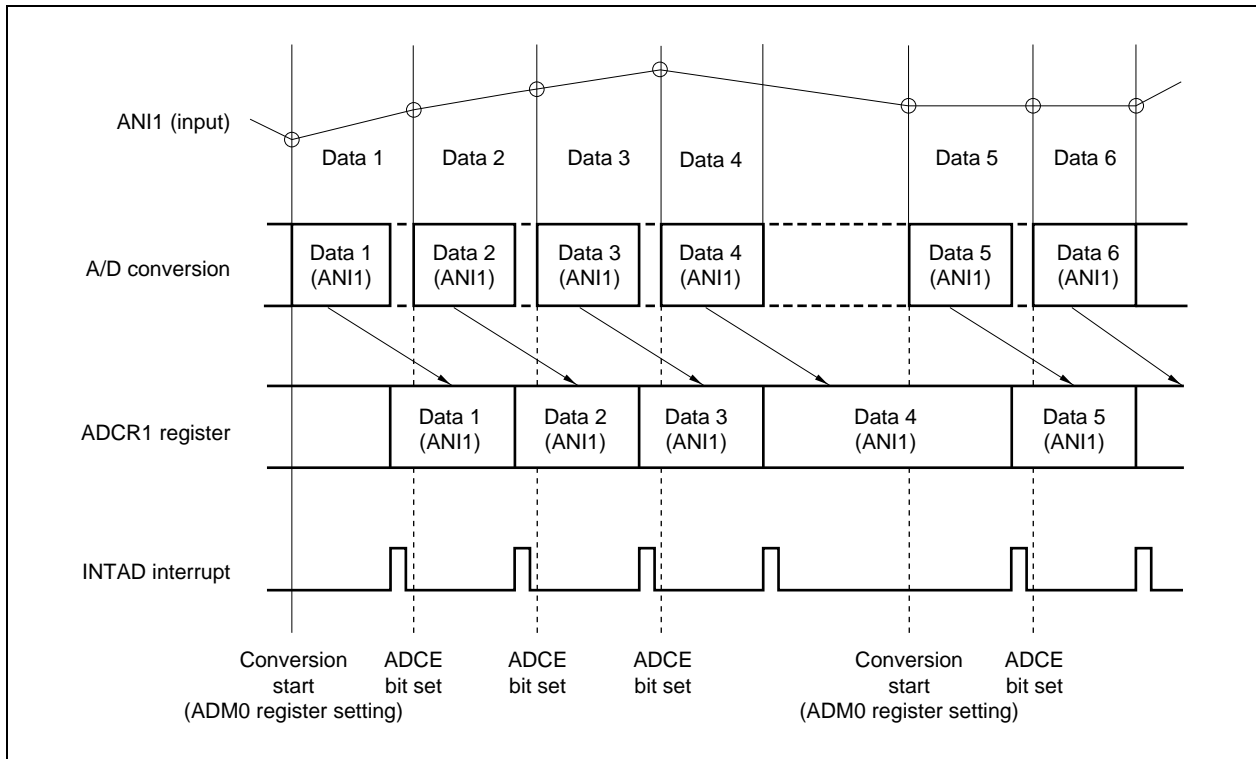 ANI1 (input)
Data 1
Data 2
Data 3
Data 4
Data 5
Data 6
A/D conversion
Data 1
(ANI1)
Data 2
(ANI1)
Data 3
(ANI1)
Data 4
(ANI1)
Data 5
(ANI1)
Data 6
(ANI1)
ADCR1 register
Data 1
(ANI1)
Data 2
(ANI1)
Data 3
(ANI1)
Data 4
(ANI1)
Data 5
(ANI1)
INTAD interrupt
Conversion
start
(ADM0 register setting)
ADCE
bit set
ADCE
bit set
ADCE
bit set
Conversion
start
(ADM0 register setting)
ADCE
bit set